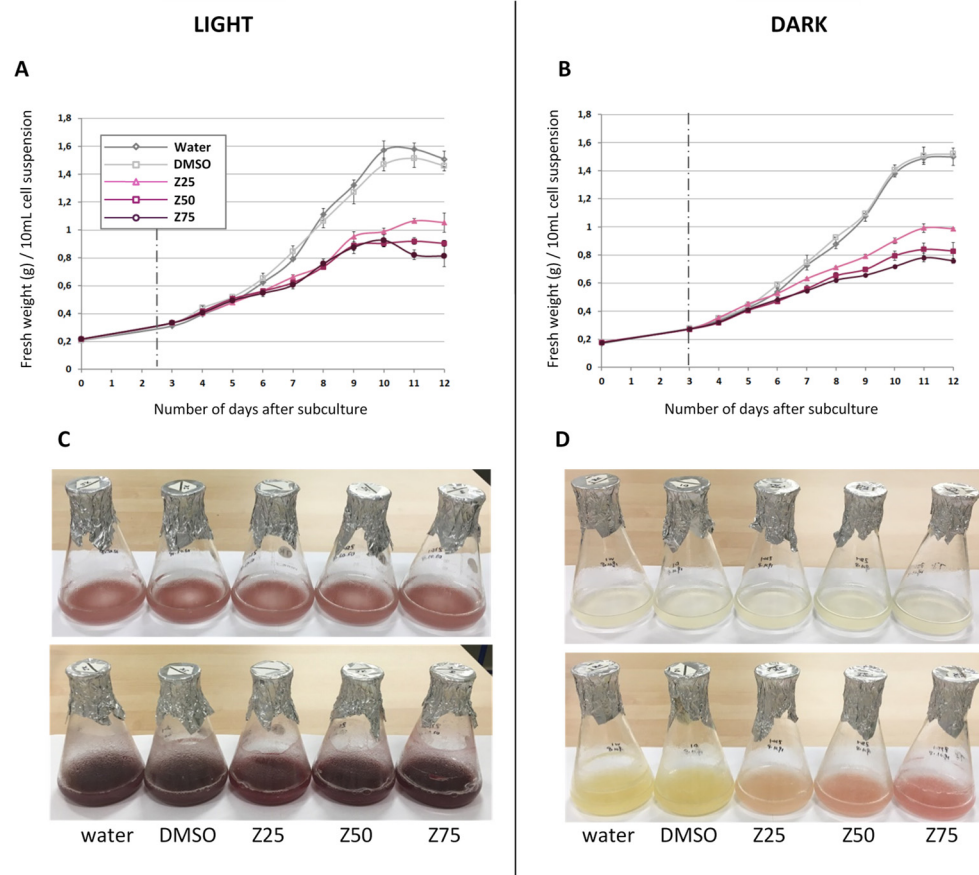 LIGHT
DARK
A
B
Fresh weight (g) / 10mL cell suspension
1,8
1,6
1,4
1,2
1
0,8
0,6
0,4
0,2
0
Water
DMSO
Z25
Z50
Z75
0 1 2 3 4 5 6 7 8 9 10 11 12
Number of days after subculture
Fresh weight (g) / 10mL cell suspension
1,8
1,6
1,4
1,2
1
0,8
0,6
0,4
0,2
0
0 1 2 3 4 5 6 7 8 9 10 11 12
Number of days after subculture
C
D
water DMSO Z25 Z50 Z75
water DMSO Z25 Z50 Z75